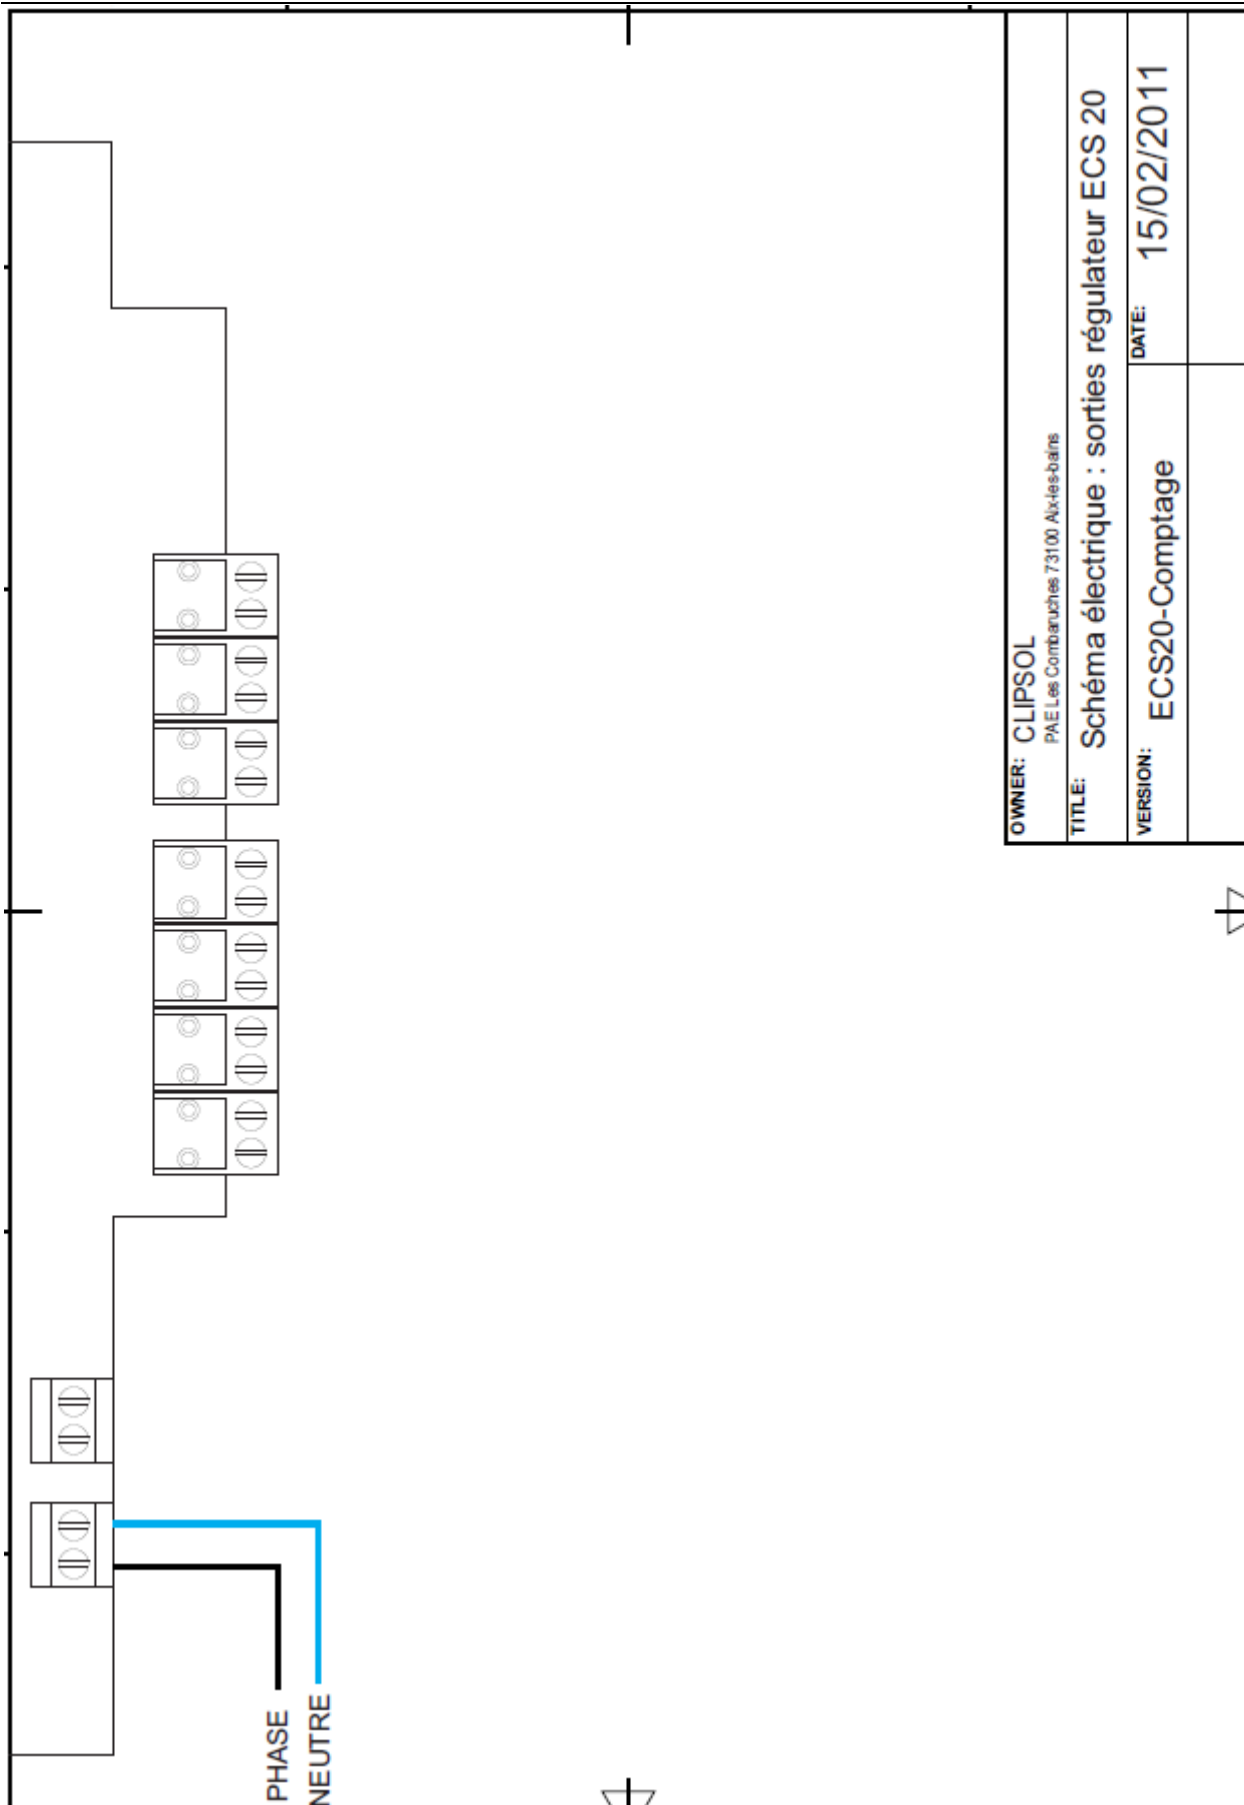 OWNER: CLIPSOL
PAE Les Combaruches 73100 Aix-les-bains
TITLE: Schéma électrique : sorties régulateur ECS 20
VERSION: ECS20-Comptage
DATE: 15/02/2011
PHASE
NEUTRE